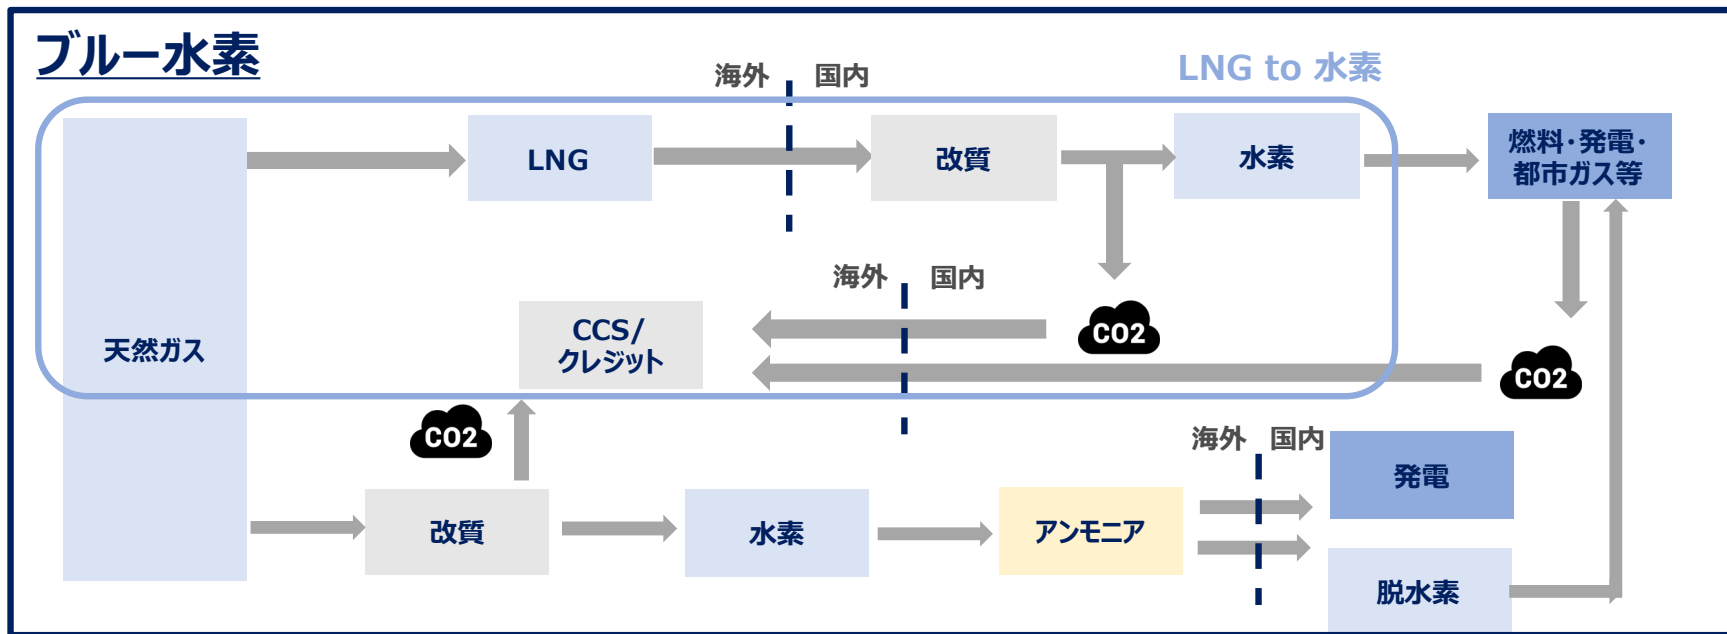 ブルー水素
海外 国内
LNG to 水素
天然ガス
LNG
改質
水素
燃料・発電・
都市ガス等
海外 国内
CCS/
クレジット
CO2
CO2
CO2
海外 国内
改質
水素
アンモニア
発電
脱水素